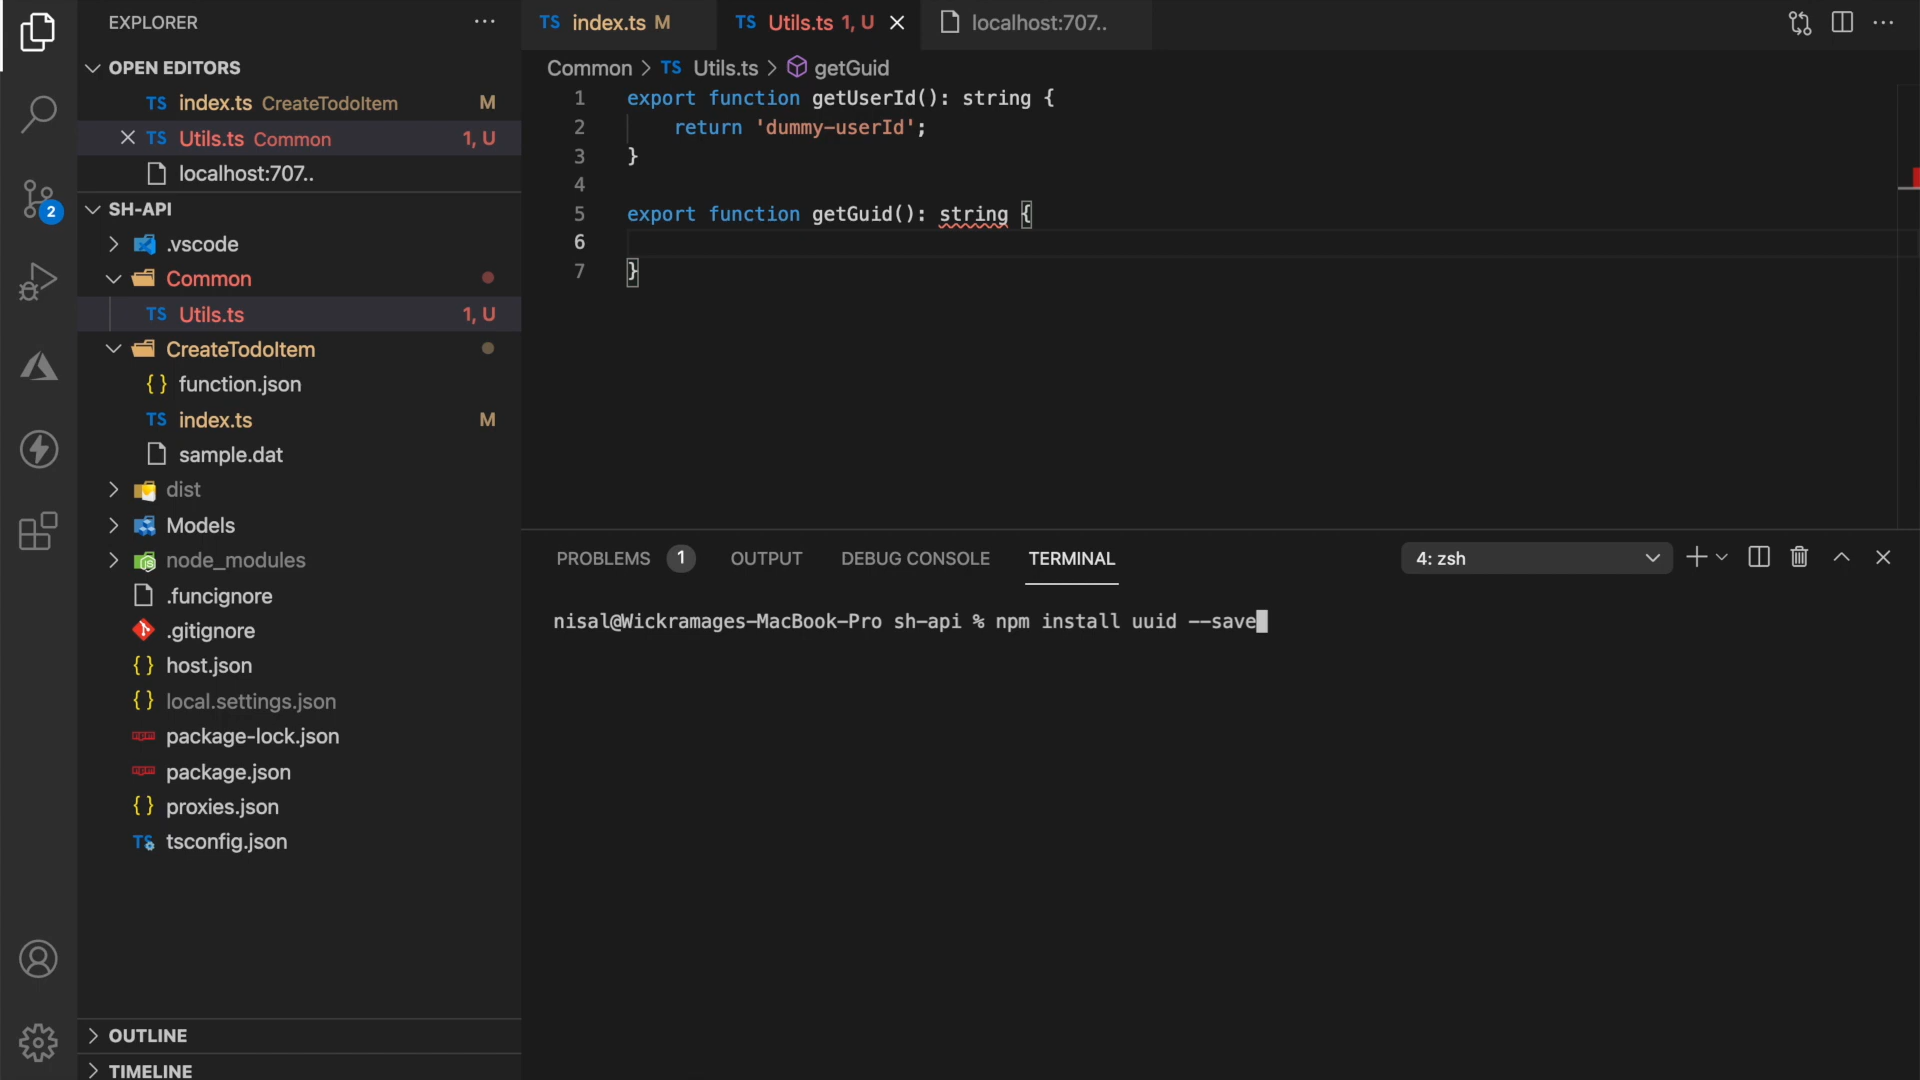 EXPLORER
OPEN EDITORS
TS index.ts CreateTodoItem M
TS Utils.ts Common 1, U
localhost:707..
SH-API
.vscode
Common
TS Utils.ts 1, U
CreateTodoItem
{ } function.json
TS index.ts M
sample.dat
dist
Models
node_modules
.funcignore
.gitignore
{ } host.json
{ } local.settings.json
package-lock.json
package.json
{ } proxies.json
TS tsconfig.json
OUTLINE
TIMELINE
2
TS index.ts M
TS Utils.ts 1, U
localhost:707..
Common > TS Utils.ts > getGuid
1 export function getUserId(): string {
2 return 'dummy-userId';
3 }
4
5 export function getGuid(): string {
6
7 }
PROBLEMS 1 OUTPUT DEBUG CONSOLE TERMINAL
4: zsh
nisal@Wickramages-MacBook-Pro sh-api % npm install uuid --save